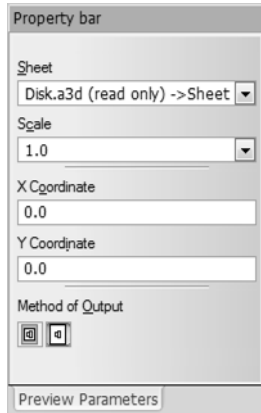 Property bar
Sheet
Disk.a3d (read only) ->Sheet
Scale
1.0
X Coordinate
0.0
Y Coordinate
0.0
Method of Output
Preview Parameters